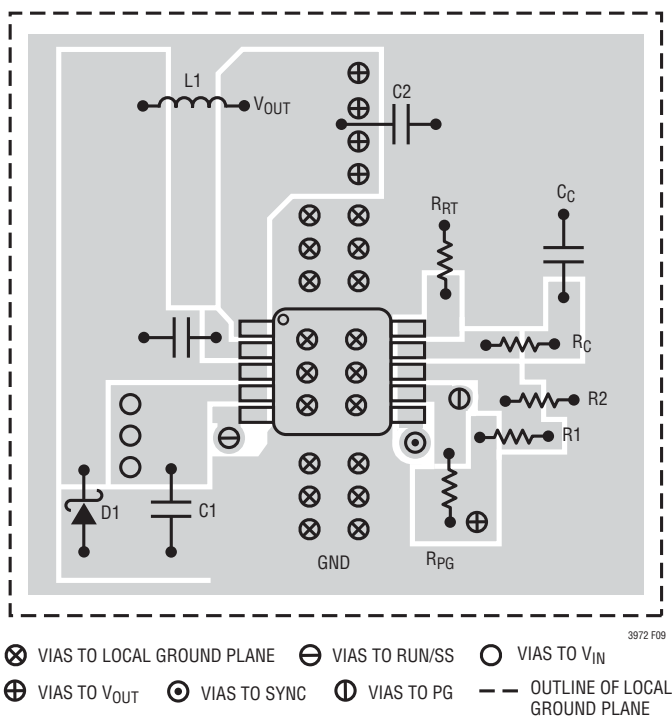 L1
VOUT
C2
RRT
CC
RC
R2
R1
D1
C1
GND
RPG
3972 F09
VIAS TO LOCAL GROUND PLANE
VIAS TO RUN/SS
VIAS TO VIN
VIAS TO VOUT
VIAS TO SYNC
VIAS TO PG
OUTLINE OF LOCAL
GROUND PLANE